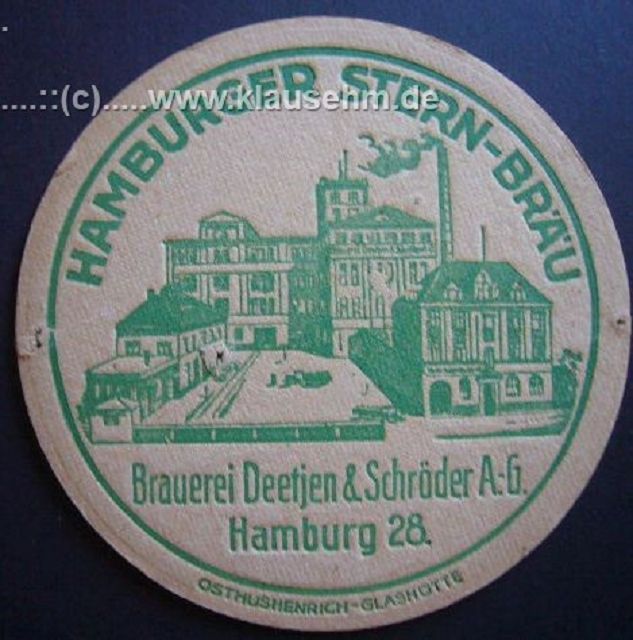 ....::(c).....www.klausehm.de
HAMBURGER STERN-BRÄU
Brauerei Deetjen & Schröder A.-G.
Hamburg 28.
OSTHUSHENRICH-GLASHÜTTE